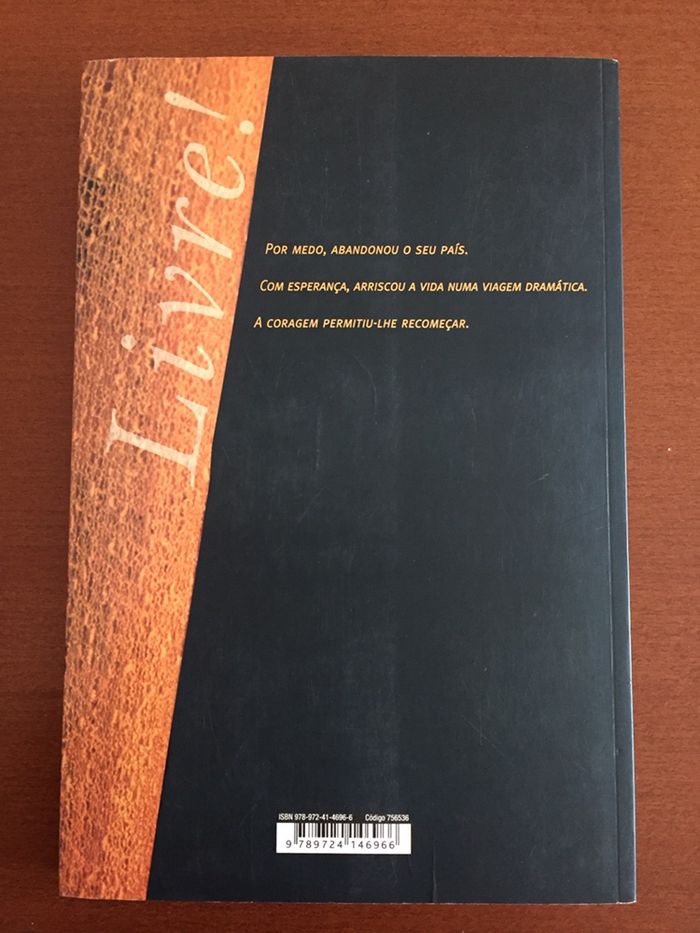 Livre!
POR MEDO, ABANDONOU O SEU PAÍS.
COM ESPERANÇA, ARRISCOU A VIDA NUMA VIAGEM DRAMÁTICA.
A CORAGEM PERMITIU-LHE RECOMEÇAR.
ISBN 978-972-41-4696-6 Código 756536
9 789724 146966